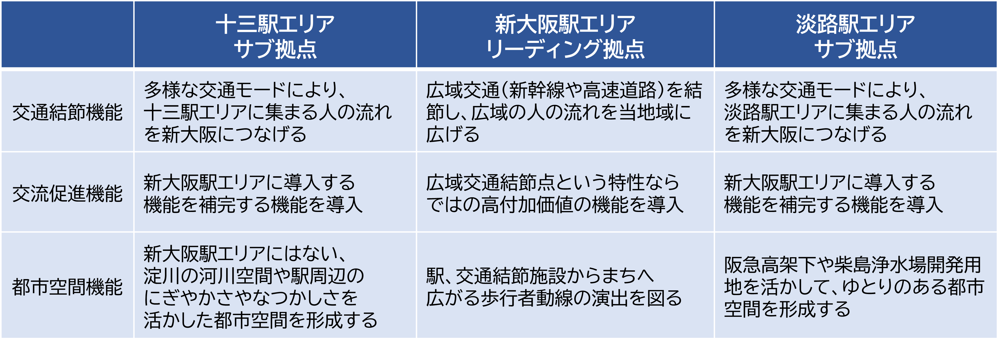 十三駅エリア
サブ拠点
新大阪駅エリア
リーディング拠点
淡路駅エリア
サブ拠点
交通結節機能
多様な交通モードにより、
十三駅エリアに集まる人の流れ
を新大阪につなげる
広域交通（新幹線や高速道路）を結
節し、広域の人の流れを当地域に
広げる
多様な交通モードにより、
淡路駅エリアに集まる人の流れ
を新大阪につなげる
交流促進機能
新大阪駅エリアに導入する
機能を補完する機能を導入
広域交通結節点という特性なら
ではの高付加価値の機能を導入
新大阪駅エリアに導入する
機能を補完する機能を導入
都市空間機能
新大阪駅エリアにはない、
淀川の河川空間や駅周辺の
にぎやかさやなつかしさを
活かした都市空間を形成する
駅、交通結節施設からまちへ
広がる歩行者動線の演出を図る
阪急高架下や柴島浄水場開発用
地を活かして、ゆとりのある都市
空間を形成する